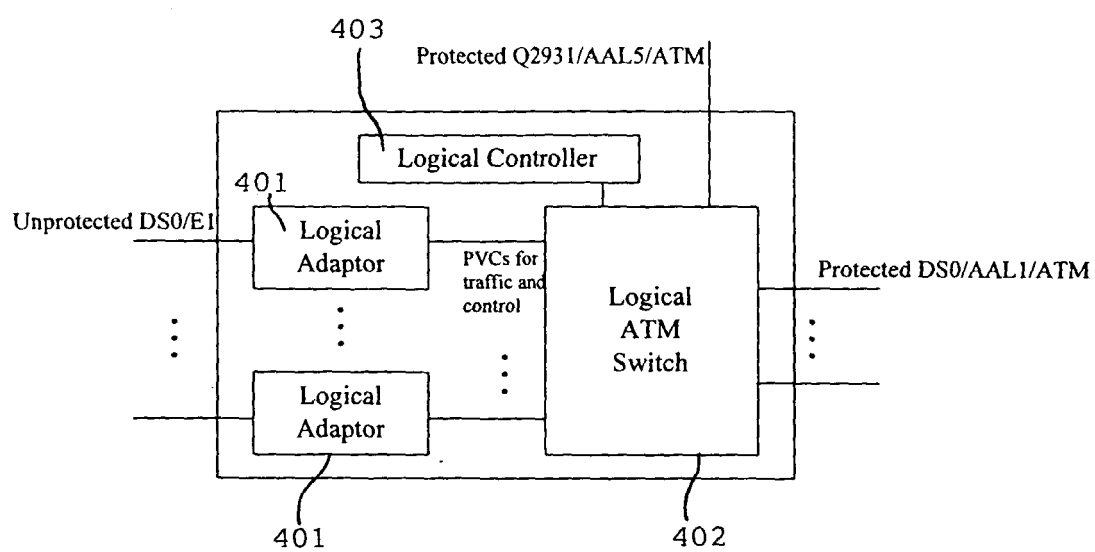 403
Protected Q2931/AAL5/ATM
Logical Controller
401
Unprotected DS0/E1
Logical
Adaptor
PVCs for
traffic and
control
Logical
ATM
Switch
Protected DS0/AAL1/ATM
Logical
Adaptor
401
402